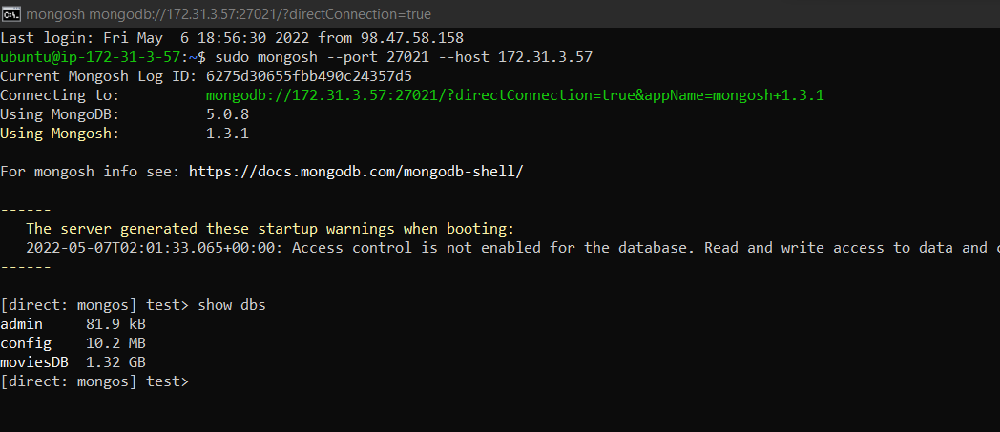 mongosh mongodb://172.31.3.57:27021/?directConnection=true
Last login: Fri May  6 18:56:30 2022 from 98.47.58.158
ubuntu@ip-172-31-3-57:~$ sudo mongosh --port 27021 --host 172.31.3.57
Current Mongosh Log ID: 6275d30655fbb490c24357d5
Connecting to:          mongodb://172.31.3.57:27021/?directConnection=true&appName=mongosh+1.3.1
Using MongoDB:          5.0.8
Using Mongosh:          1.3.1
For mongosh info see: https://docs.mongodb.com/mongodb-shell/
------
   The server generated these startup warnings when booting:
   2022-05-07T02:01:33.065+00:00: Access control is not enabled for the database. Read and write access to data and
------
[direct: mongos] test> show dbs
admin     81.9 kB
config    10.2 MB
moviesDB  1.32 GB
[direct: mongos] test>